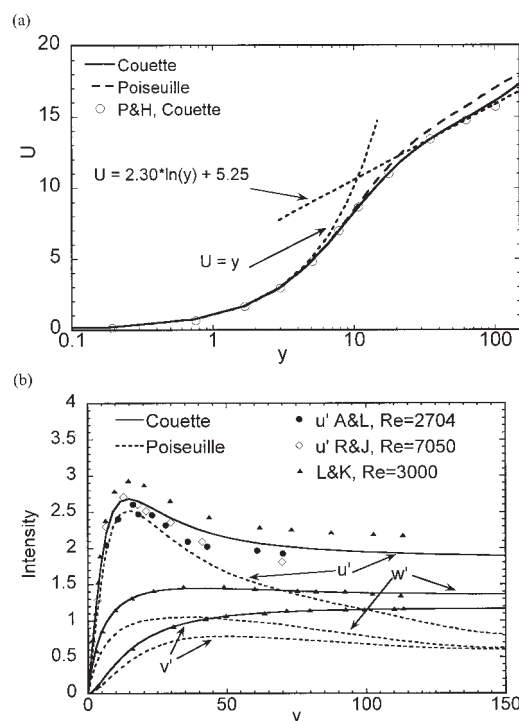 (a)
20
15
10
5
0
U
Couette
Poiseuille
P&H, Couette
U = 2.30*ln(y) + 5.25
U = y
0.1
1
10
100
y
(b)
4
3.5
3
2.5
2
1.5
1
0.5
0
Intensity
Couette
Poiseuille
u' A&L, Re=2704
u' R&J, Re=7050
L&K, Re=3000
u'
w'
v'
0
50
100
150
y